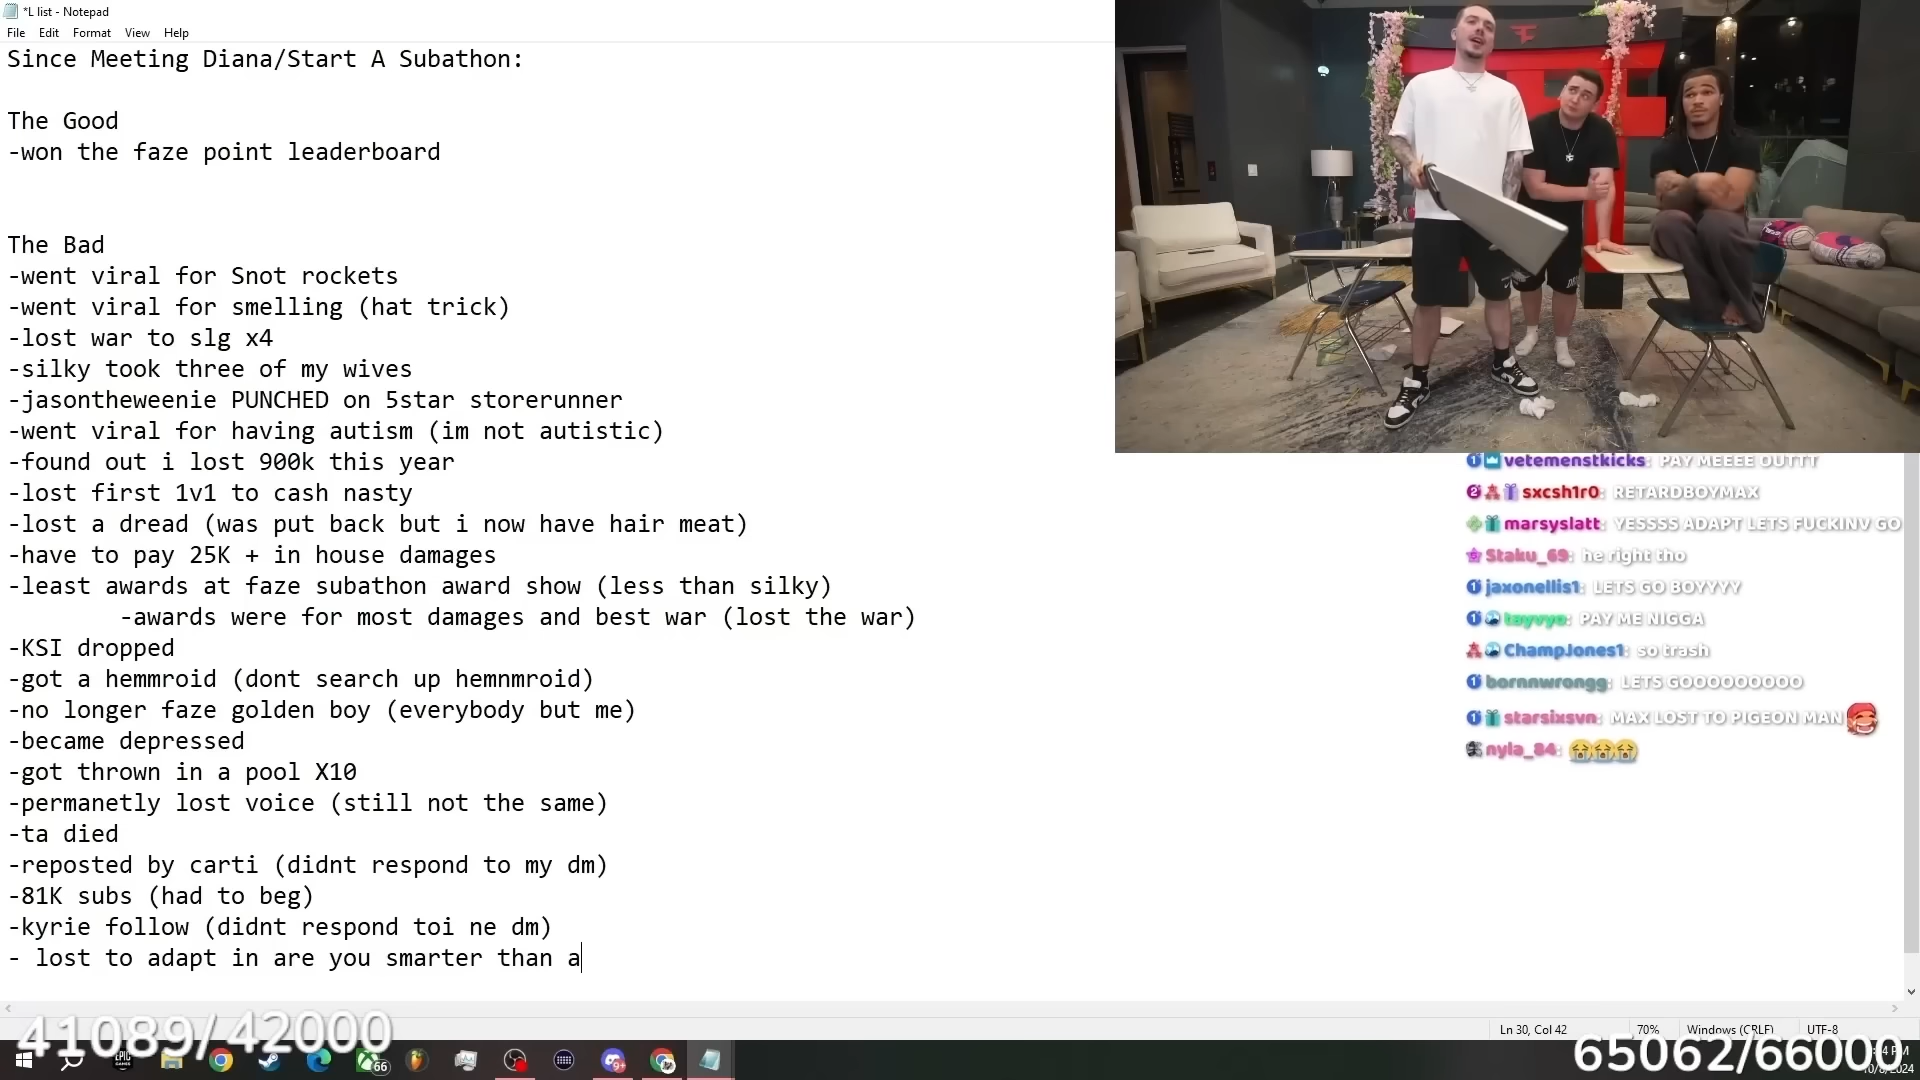 *L list - Notepad
File Edit Format View Help
Since Meeting Diana/Start A Subathon:
The Good
-won the faze point leaderboard
The Bad
-went viral for Snot rockets
-went viral for smelling (hat trick)
-lost war to slg x4
-silky took three of my wives
-jasontheweenie PUNCHED on 5star storerunner
-went viral for having autism (im not autistic)
-found out i lost 900k this year
-lost first 1v1 to cash nasty
-lost a dread (was put back but i now have hair meat)
-have to pay 25K + in house damages
-least awards at faze subathon award show (less than silky)
-awards were for most damages and best war (lost the war)
-KSI dropped
-got a hemmroid (dont search up hemnmroid)
-no longer faze golden boy (everybody but me)
-became depressed
-got thrown in a pool X10
-permanetly lost voice (still not the same)
-ta died
-reposted by carti (didnt respond to my dm)
-81K subs (had to beg)
-kyrie follow (didnt respond toi ne dm)
- lost to adapt in are you smarter than a
vetemenstkicks: PAY MEEEE OUTTT
sxcsh1r0: RETARDBOYMAX
marsyslatt: YESSSS ADAPT LETS FUCKINV GO
Staku_69: he right tho
jaxonellis1: LETS GO BOYYYY
tayvyo: PAY ME NIGGA
ChampJones1: so trash
bornnwrongg: LETS GOOOOOOOOO
starsixsvn: MAX LOST TO PIGEON MAN
nyla_84:
Ln 30, Col 42 70% Windows (CRLF) UTF-8
41089/42000
65062/66000
EPIC GAMES
66
9+
PM
10/8/2024